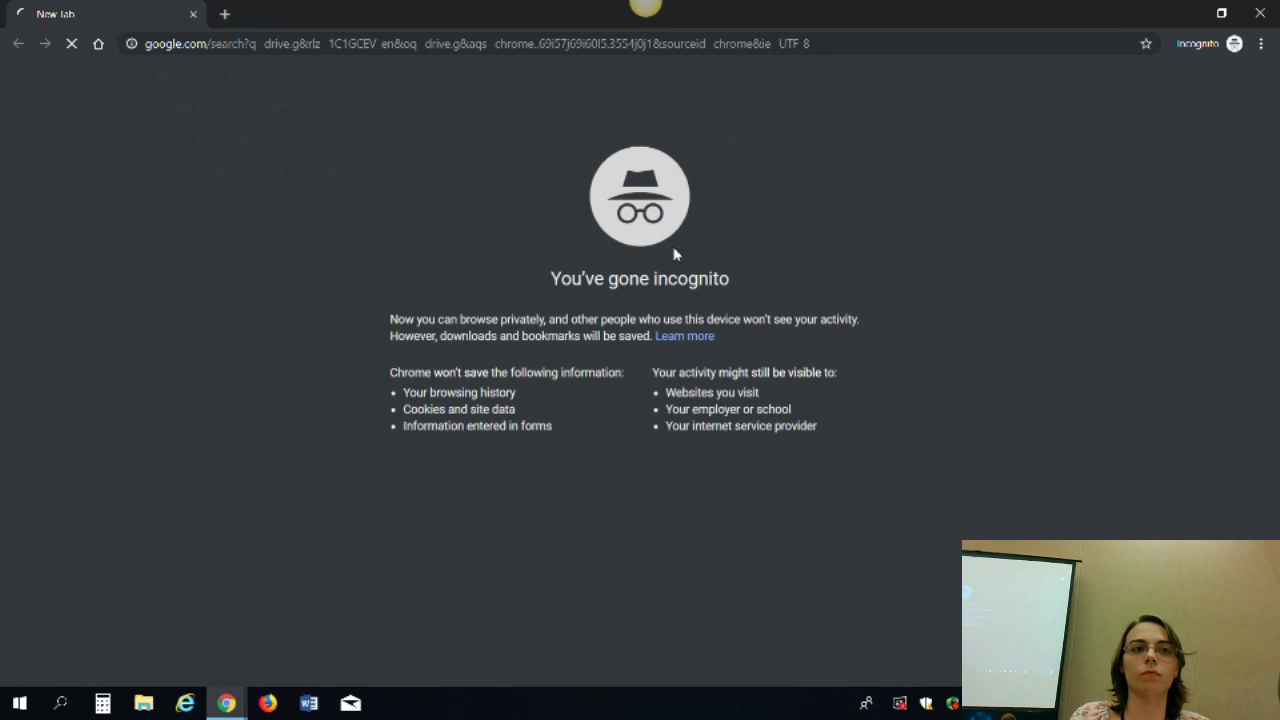 New Tab
google.com/search?q drive.g&rlz 1C1GCEV en&oq drive.g&aqs chrome..69i57j69i60l5.3554j0j1&sourceid chrome&ie UTF 8
Incognito
You've gone incognito
Now you can browse privately, and other people who use this device won't see your activity.
However, downloads and bookmarks will be saved. Learn more
Chrome won't save the following information:
Your browsing history
Cookies and site data
Information entered in forms
Your activity might still be visible to:
Websites you visit
Your employer or school
Your internet service provider